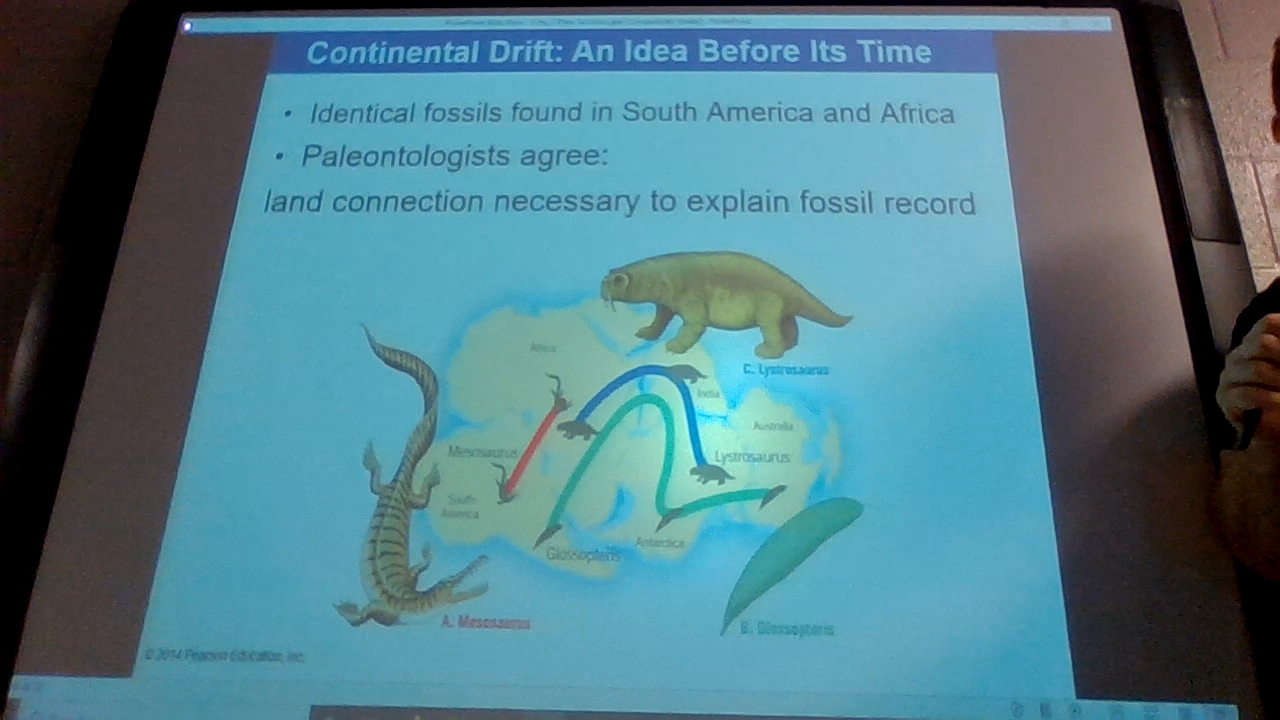 Continental Drift: An Idea Before Its Time
• Identical fossils found in South America and Africa
• Paleontologists agree:
land connection necessary to explain fossil record
Africa
C. Lystrosaurus
India
Australia
Mesosaurus
Lystrosaurus
South
America
Antarctica
Glossopteris
A. Mesosaurus
B. Glossopteris
© 2014 Pearson Education, Inc.